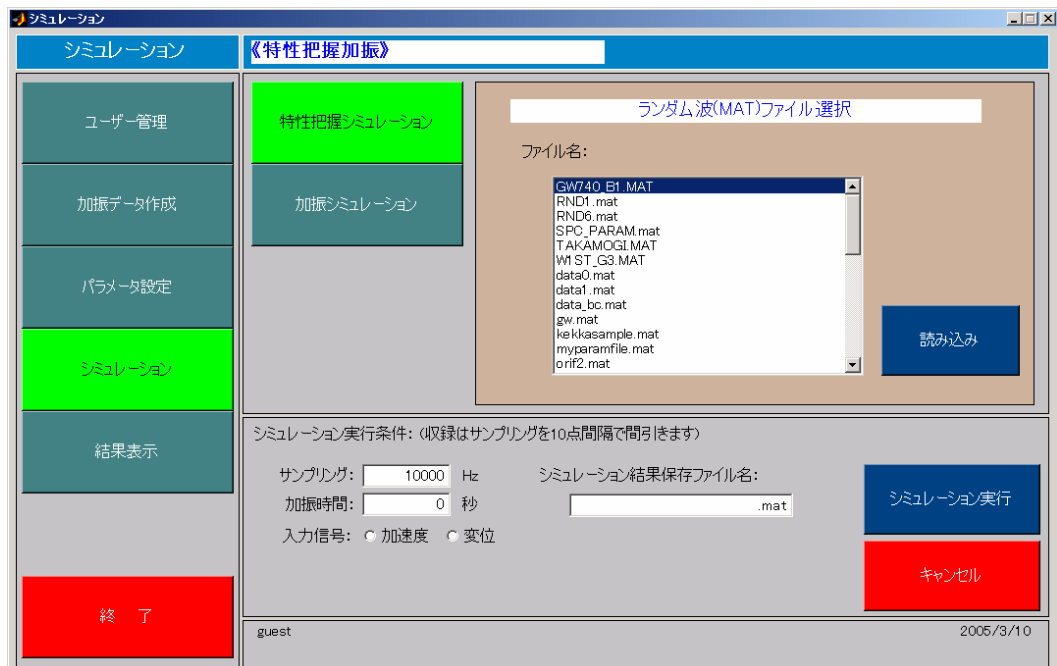 シミュレーション
シミュレーション
《特性把握加振》
ユーザー管理
加振データ作成
パラメータ設定
シミュレーション
結果表示
終　了
特性把握シミュレーション
加振シミュレーション
ランダム波(MAT)ファイル選択
ファイル名:
GW740_B1.MAT
RND1.mat
RND6.mat
SPC_PARAM.mat
TAKAMOGI.MAT
W1ST_G3.MAT
data0.mat
data1.mat
data_bc.mat
gw.mat
kekkasample.mat
myparamfile.mat
orif2.mat
読み込み
シミュレーション実行条件: (収録はサンプリングを10点間隔で間引きます)
サンプリング: 10000 Hz
加振時間: 0 秒
入力信号: 加速度 変位
シミュレーション結果保存ファイル名:
.mat
シミュレーション実行
キャンセル
guest
2005/3/10